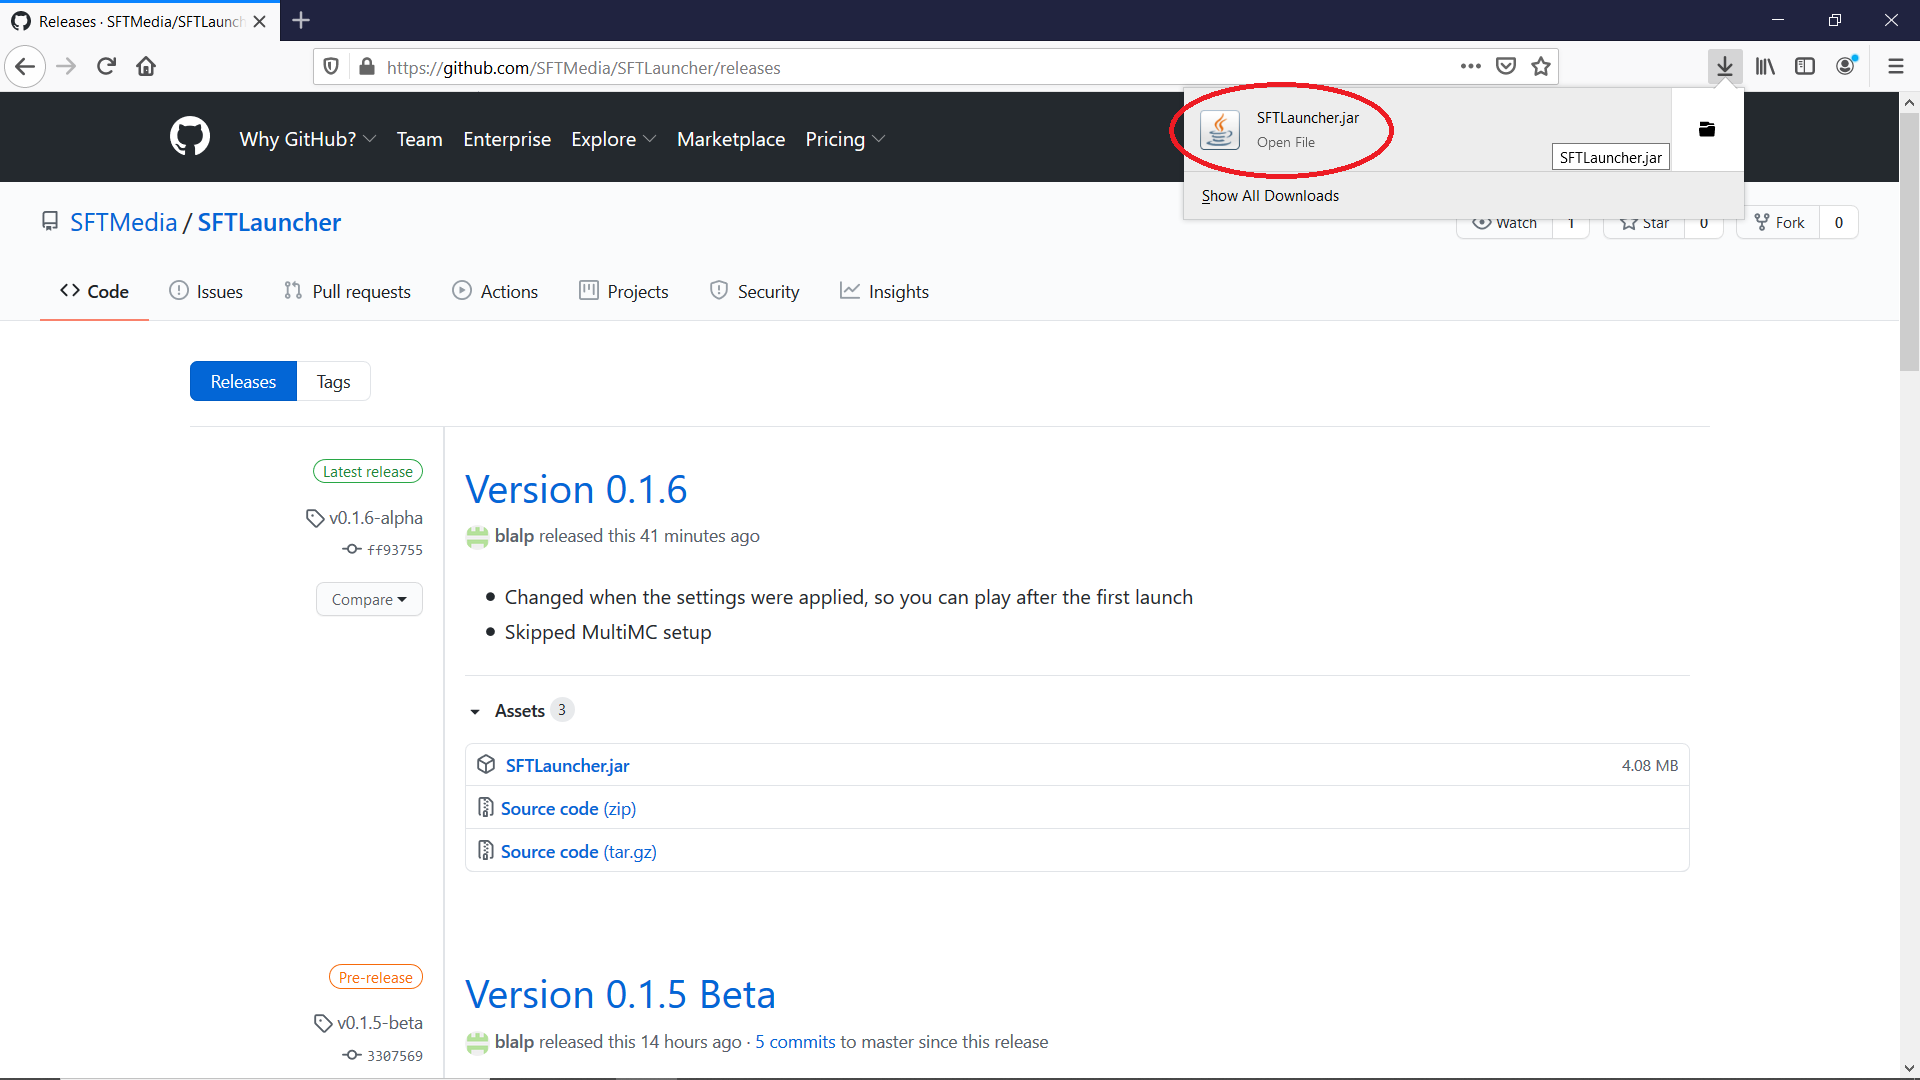 Releases · SFTMedia/SFTLaunch
https://github.com/SFTMedia/SFTLauncher/releases
Why GitHub? Team Enterprise Explore Marketplace Pricing
SFTLauncher.jar
Open File
SFTLauncher.jar
Show All Downloads
SFTMedia / SFTLauncher
Watch 1 Star 0 Fork 0
Code Issues Pull requests Actions Projects Security Insights
Releases Tags
Latest release
v0.1.6-alpha
ff93755
Compare
Version 0.1.6
blalp released this 41 minutes ago
Changed when the settings were applied, so you can play after the first launch
Skipped MultiMC setup
Assets 3
SFTLauncher.jar 4.08 MB
Source code (zip)
Source code (tar.gz)
Pre-release
v0.1.5-beta
3307569
Version 0.1.5 Beta
blalp released this 14 hours ago · 5 commits to master since this release